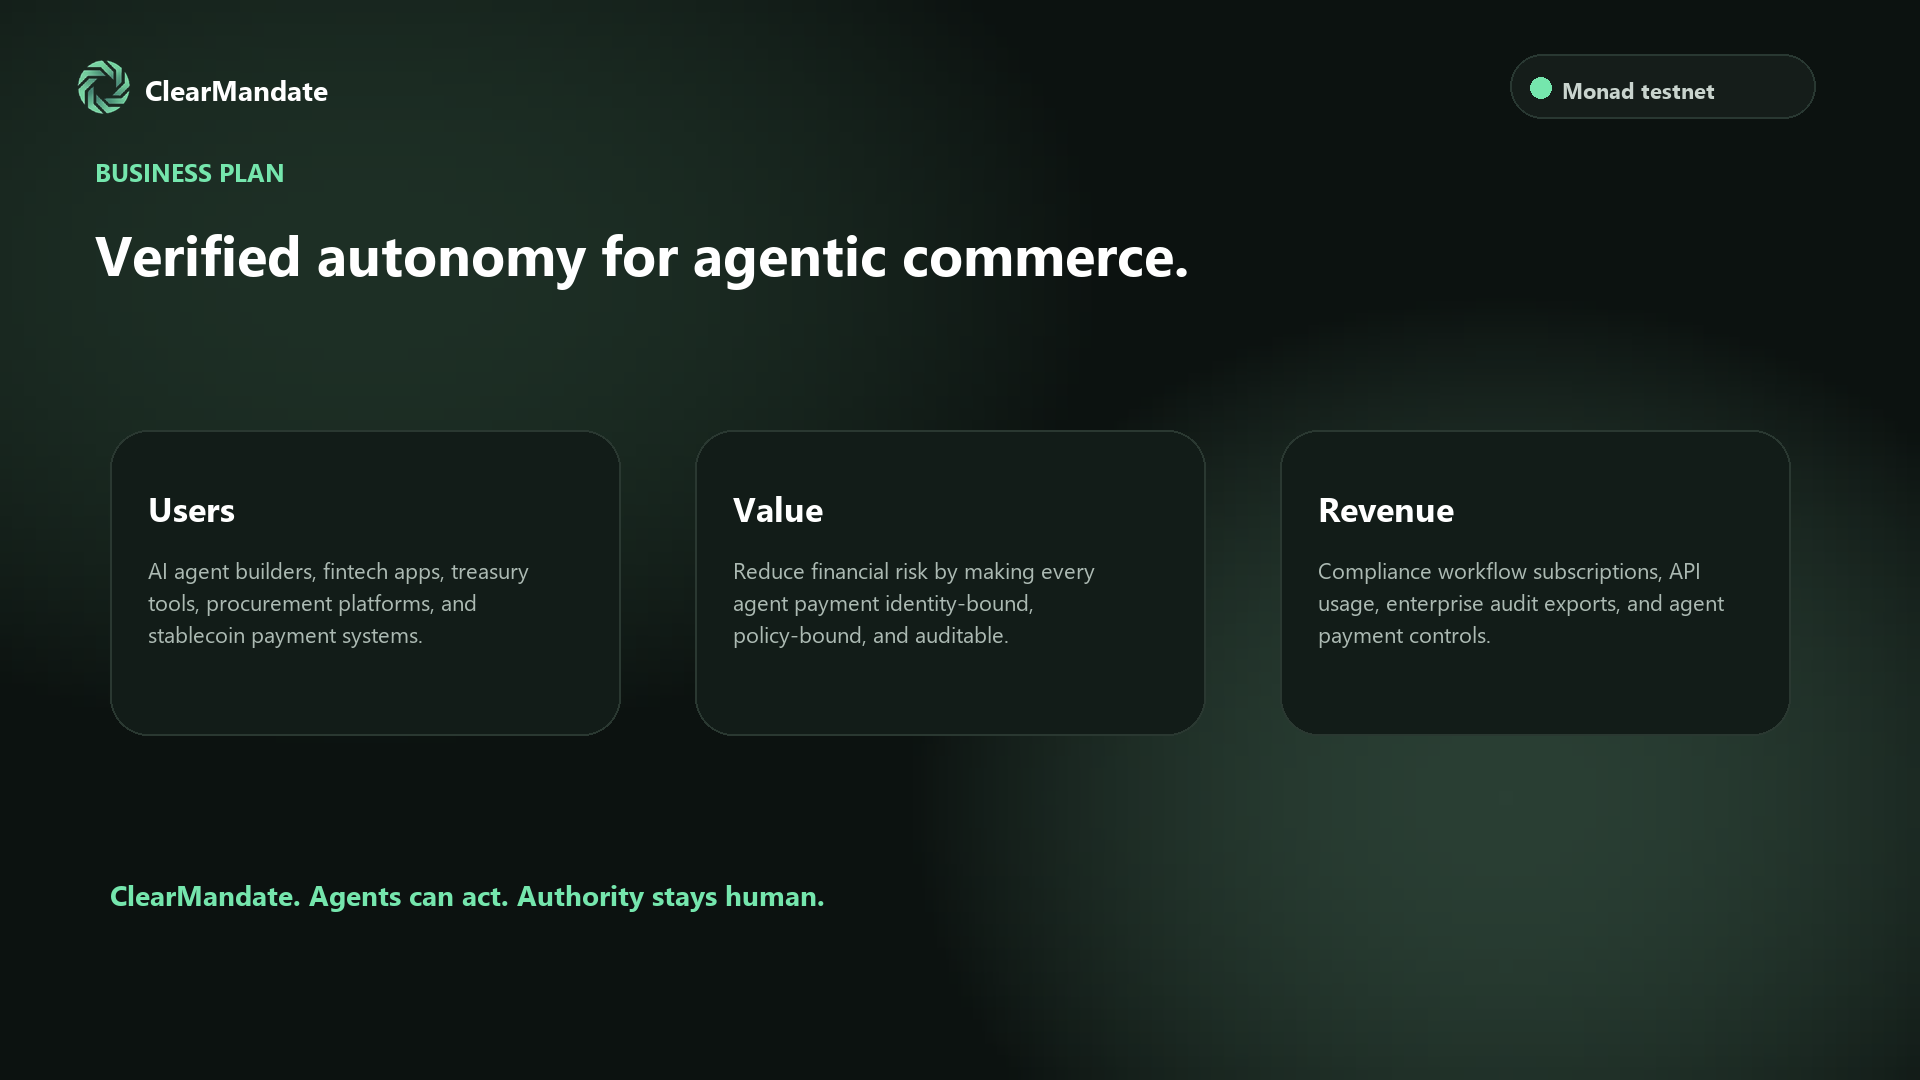 ClearMandate
Monad testnet
BUSINESS PLAN
Verified autonomy for agentic commerce.
Users
AI agent builders, fintech apps, treasury
tools, procurement platforms, and
stablecoin payment systems.
Value
Reduce financial risk by making every
agent payment identity-bound,
policy-bound, and auditable.
Revenue
Compliance workflow subscriptions, API
usage, enterprise audit exports, and agent
payment controls.
ClearMandate. Agents can act. Authority stays human.